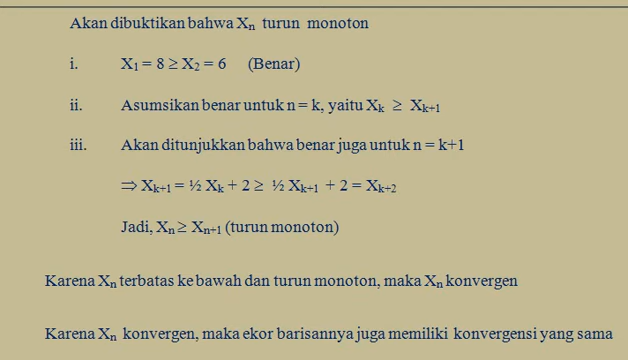 Akan dibuktikan bahwa Xₙ turun monoton
i. X₁ = 8 ≥ X₂ = 6 (Benar)
ii. Asumsikan benar untuk n = k, yaitu Xₖ ≥ Xₖ₊₁
iii. Akan ditunjukkan bahwa benar juga untuk n = k+1
⇒ Xₖ₊₁ = ½ Xₖ + 2 ≥ ½ Xₖ₊₁ + 2 = Xₖ₊₂
Jadi, Xₙ ≥ Xₙ₊₁ (turun monoton)
Karena Xₙ terbatas ke bawah dan turun monoton, maka Xₙ konvergen
Karena Xₙ konvergen, maka ekor barisannya juga memiliki konvergensi yang sama